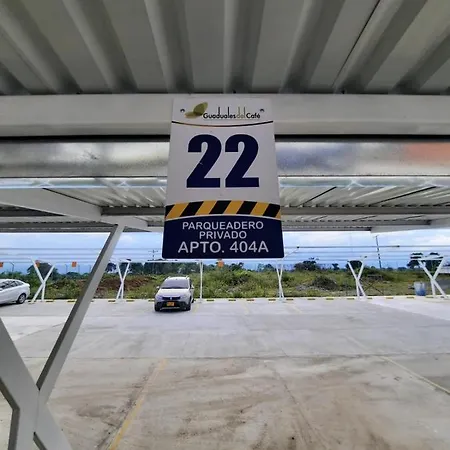 Guaduales del Café
22
PARQUEADERO
PRIVADO
APTO. 404A